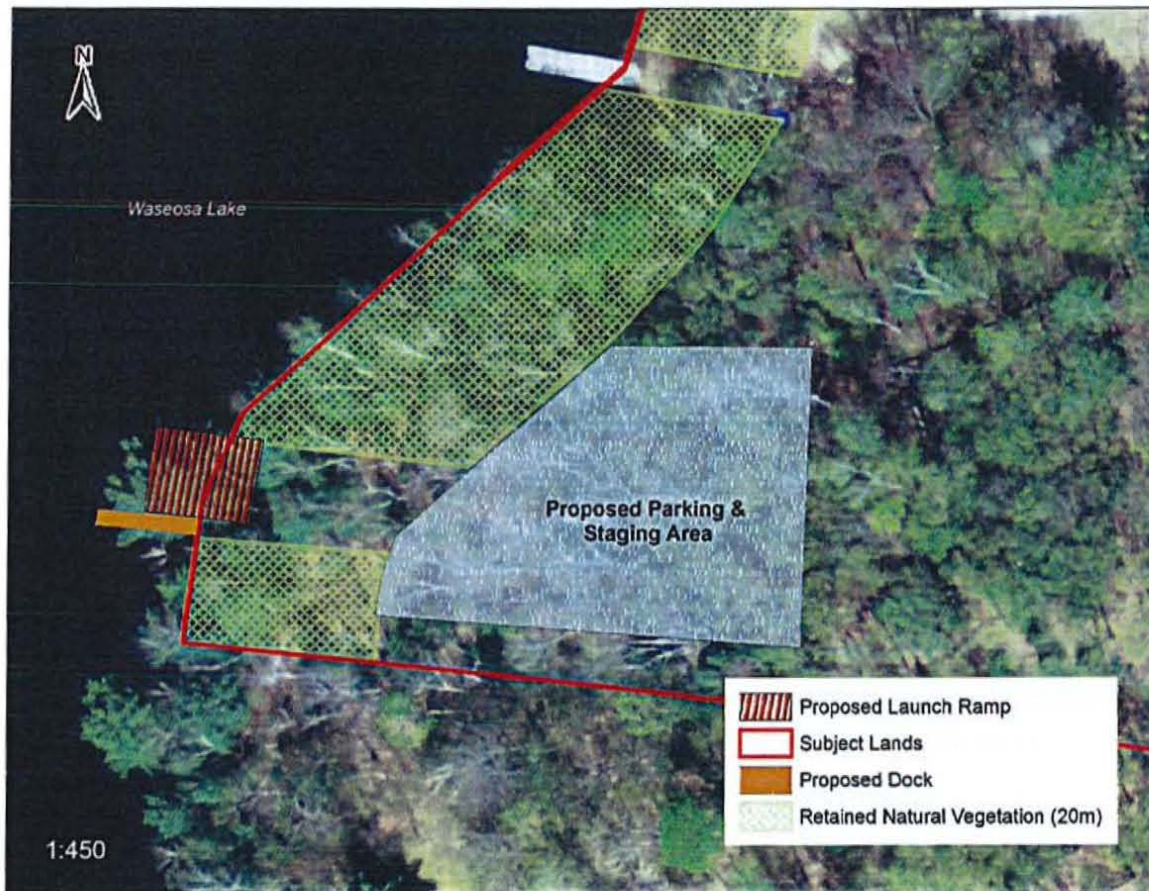 N
Waseosa Lake
Proposed Parking &
Staging Area
Proposed Launch Ramp
Subject Lands
Proposed Dock
Retained Natural Vegetation (20m)
1:450